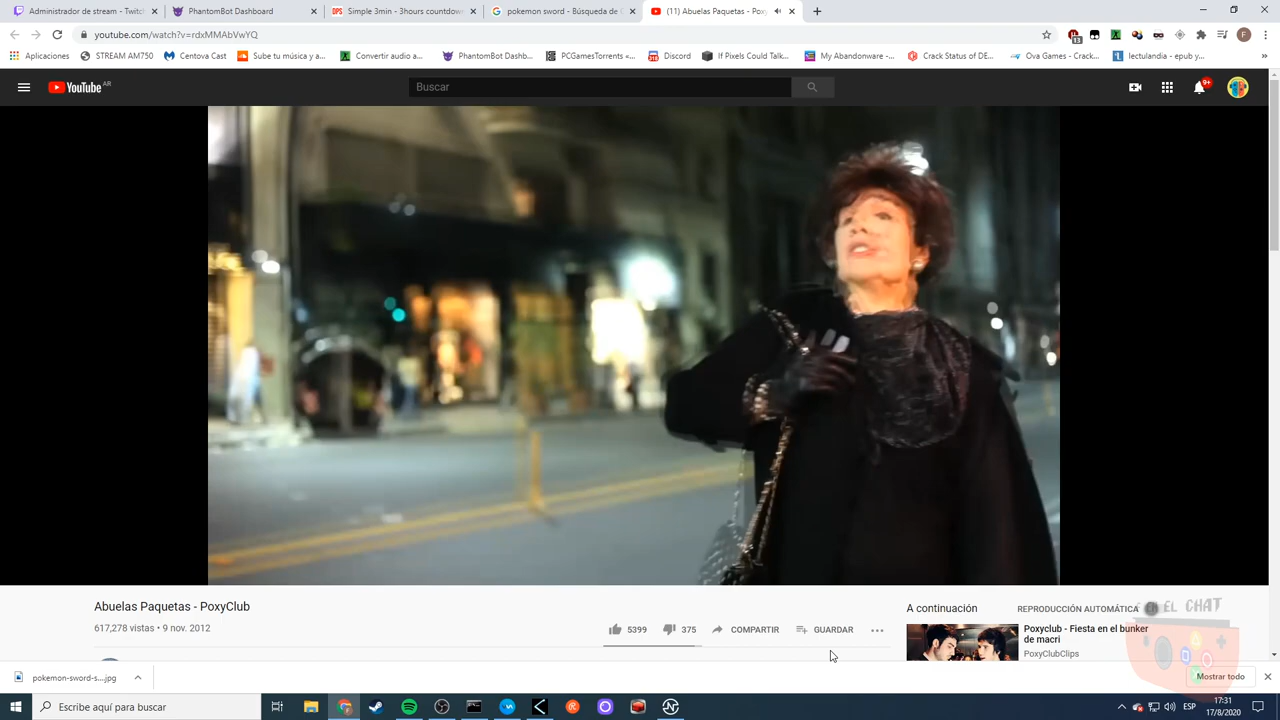 Administrador de stream - Twitch
PhantomBot Dashboard
Simple 3min - 3hours countdown
pokemon sword - Búsqueda de G
(11) Abuelas Paquetas - Pox
youtube.com/watch?v=rdxMMAbVwYQ
13
F
Aplicaciones
STREAM AM750
Centova Cast
Sube tu música y a...
Convertir audio a...
PhantomBot Dashb...
PCGamesTorrents «...
Discord
If Pixels Could Talk...
My Abandonware -...
Crack Status of DE...
Ova Games - Crack...
lectulandia - epub y...
»
YouTube AR
Buscar
9+
Abuelas Paquetas - PoxyClub
617,278 vistas • 9 nov. 2012
5399
375
COMPARTIR
GUARDAR
A continuación
REPRODUCCIÓN AUTOMÁTICA
EN EL CHAT
Poxyclub - Fiesta en el bunker
de macri
PoxyClubClips
pokemon-sword-s....jpg
Mostrar todo
Escribe aquí para buscar
ESP
17:31
17/8/2020